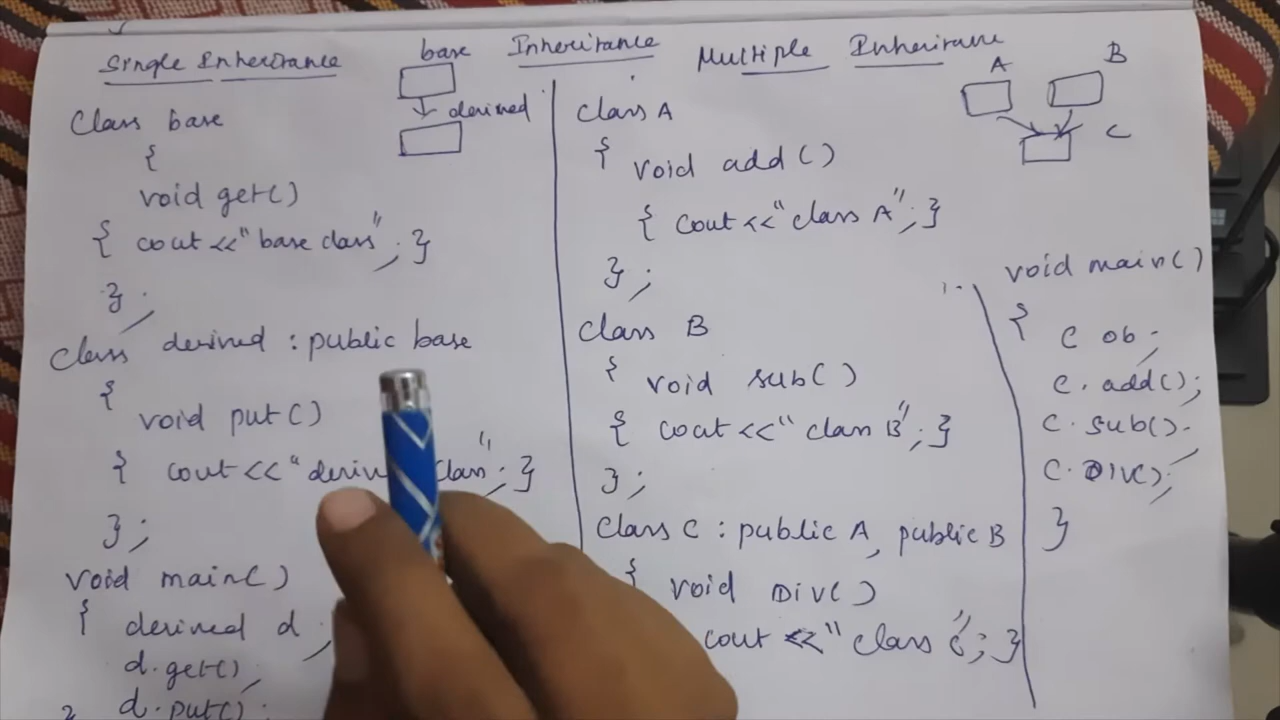 Inheritance
Single Inheritance
base
derived
Class base
{
void get()
{ cout << "base class"; }
};
Class derived : public base
{
void put()
{ cout << " class"; }
};
void main()
{ derived d;
d.get();
d.put();
}
Multiple Inheritance
A
B
C
class A
{ void add()
{ cout << "class A"; }
};
class B
{ void sub()
{ cout << "class B"; }
};
class C : public A, public B
{ void Div()
cout << "class C"; }
void main()
{
C ob;
C. add();
C. sub();
C. Div();
}